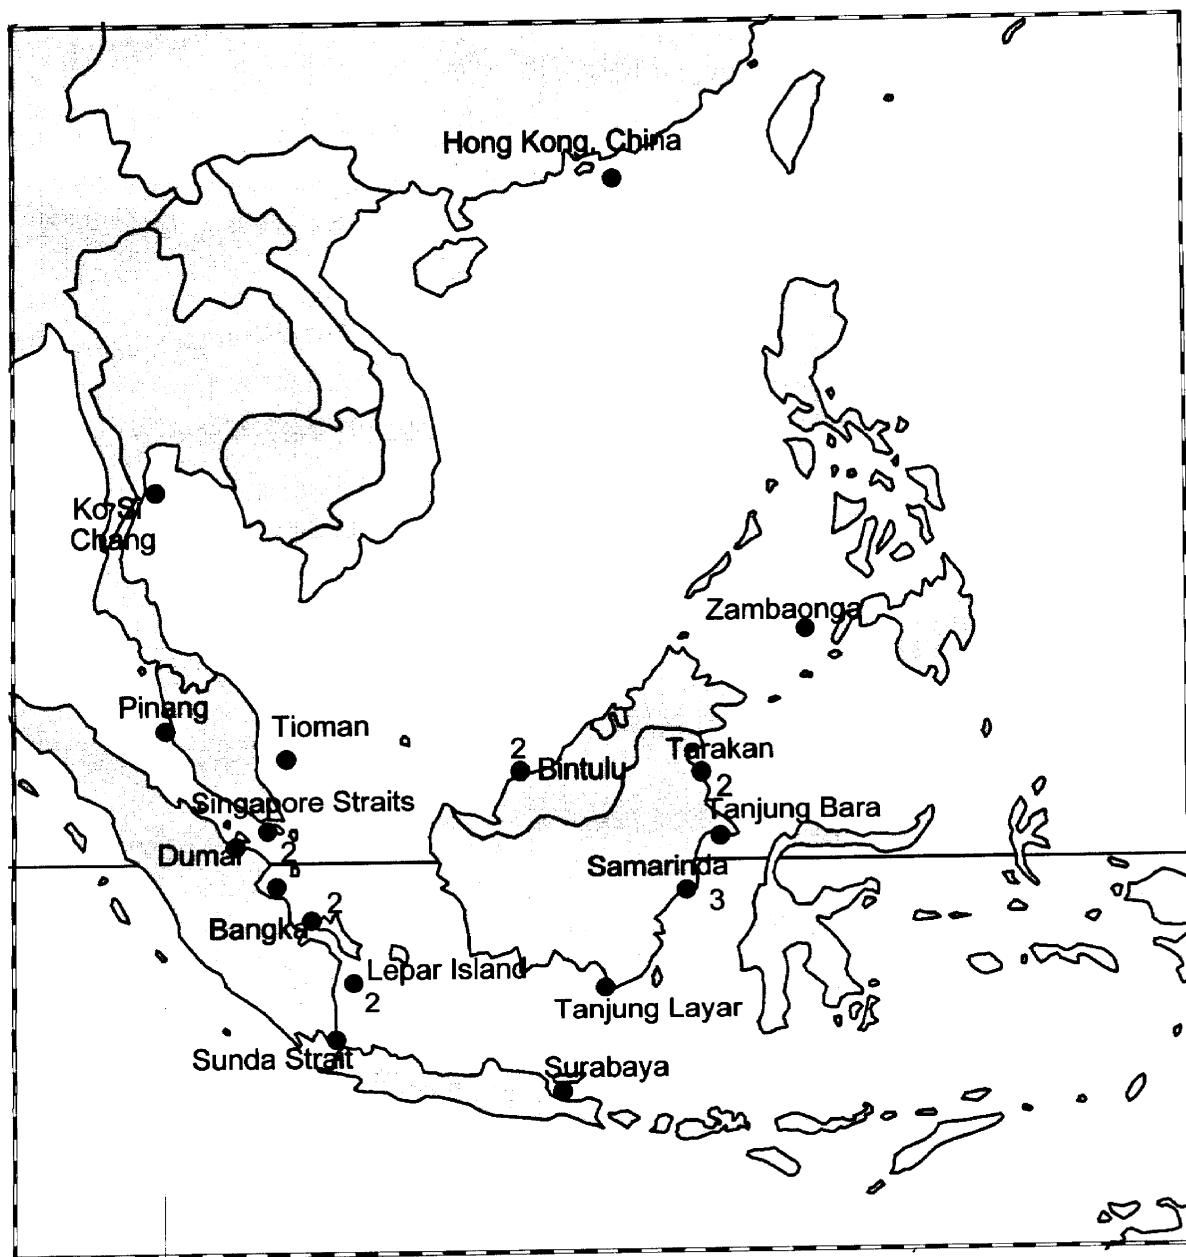 Hong Kong, China
Ko Si
Chang
Zambaonga
Pinang
Tioman
2
Bintulu
Tarakan
2
Singapore Straits
Tanjung Bara
Dumai
2
Samarinda
3
2
Bangka
Lepar Island
2
Tanjung Layar
Sunda Strait
Surabaya